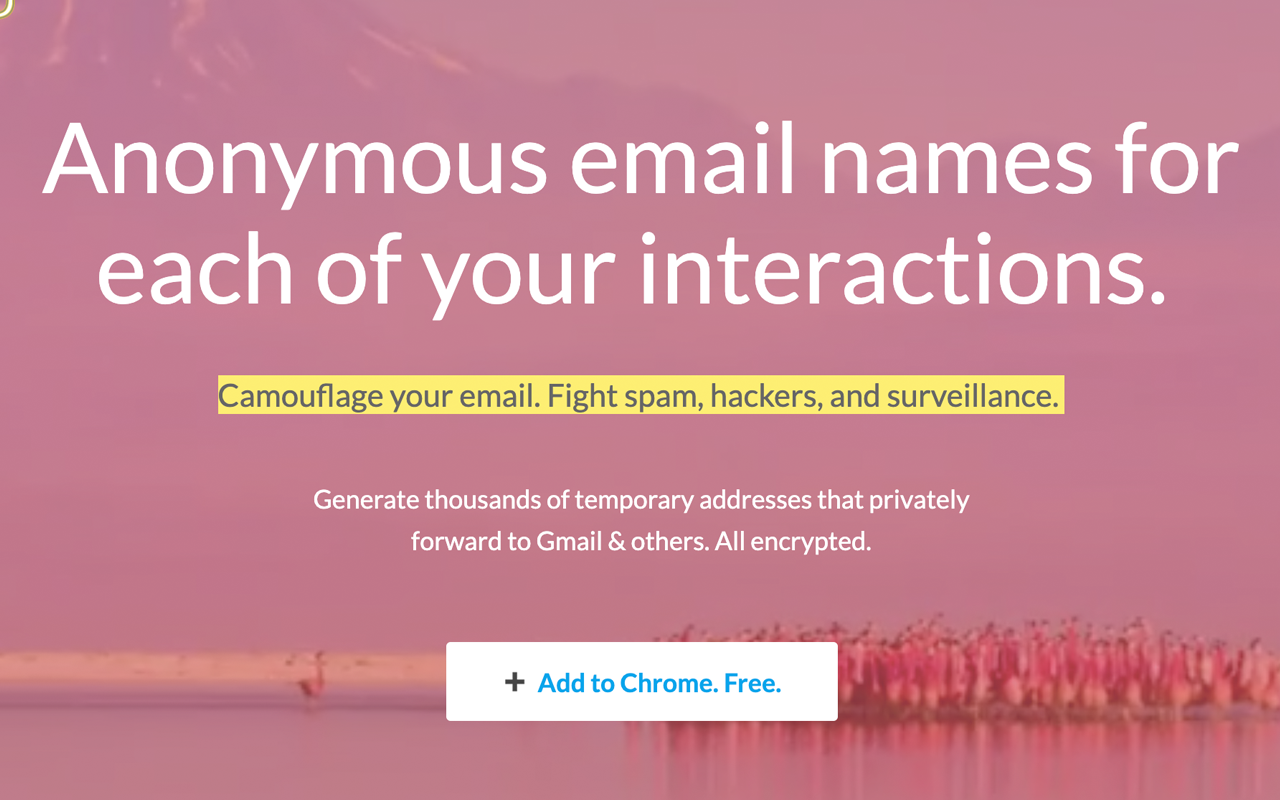 Anonymous email names for
each of your interactions.
Camouflage your email. Fight spam, hackers, and surveillance.
Generate thousands of temporary addresses that privately
forward to Gmail & others. All encrypted.
+ Add to Chrome. Free.